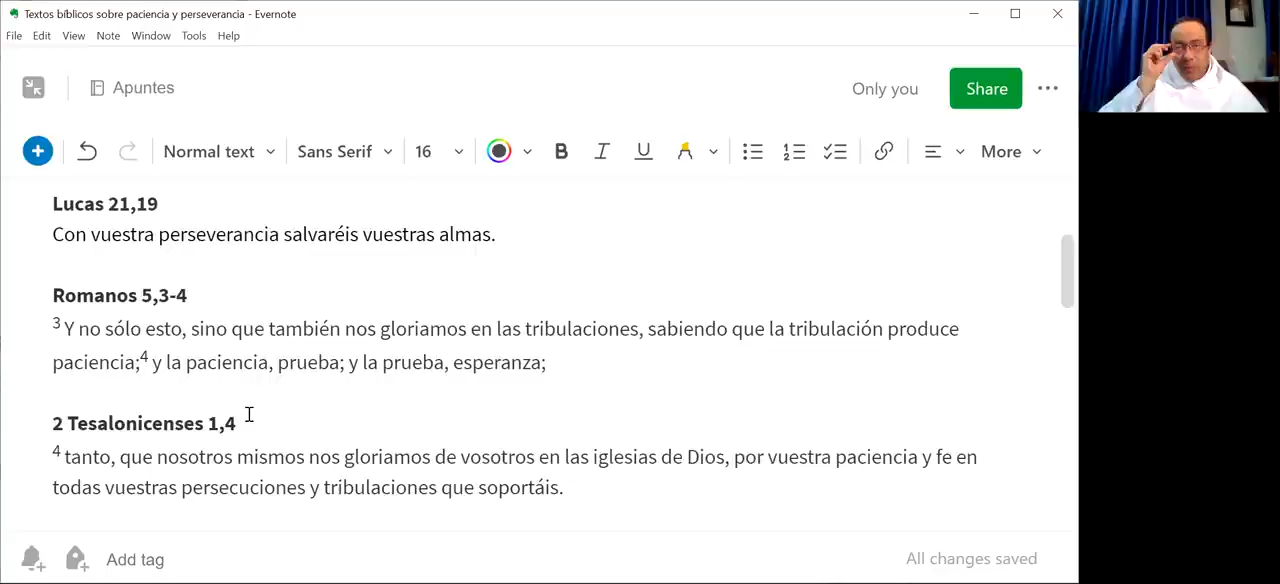 Textos bíblicos sobre paciencia y perseverancia - Evernote
File Edit View Note Window Tools Help
Apuntes
Only you
Share
Normal text
Sans Serif
16
B I U
More
Lucas 21,19
Con vuestra perseverancia salvaréis vuestras almas.
Romanos 5,3-4
3 Y no sólo esto, sino que también nos gloriamos en las tribulaciones, sabiendo que la tribulación produce
paciencia;4 y la paciencia, prueba; y la prueba, esperanza;
2 Tesalonicenses 1,4
4 tanto, que nosotros mismos nos gloriamos de vosotros en las iglesias de Dios, por vuestra paciencia y fe en
todas vuestras persecuciones y tribulaciones que soportáis.
Add tag
All changes saved